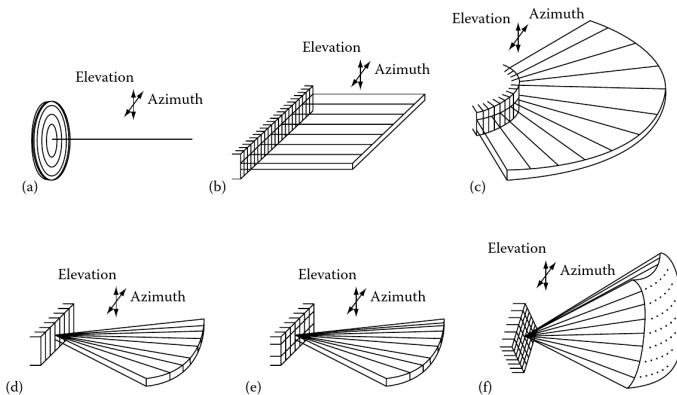 Elevation
Azimuth
(a)
Elevation
Azimuth
(b)
Elevation
Azimuth
(c)
Elevation
Azimuth
(d)
Elevation
Azimuth
(e)
Elevation
Azimuth
(f)